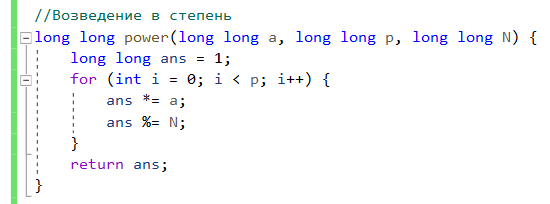 //Возведение в степень
long long power(long long a, long long p, long long N) {
    long long ans = 1;
    for (int i = 0; i < p; i++) {
        ans *= a;
        ans %= N;
    }
    return ans;
}